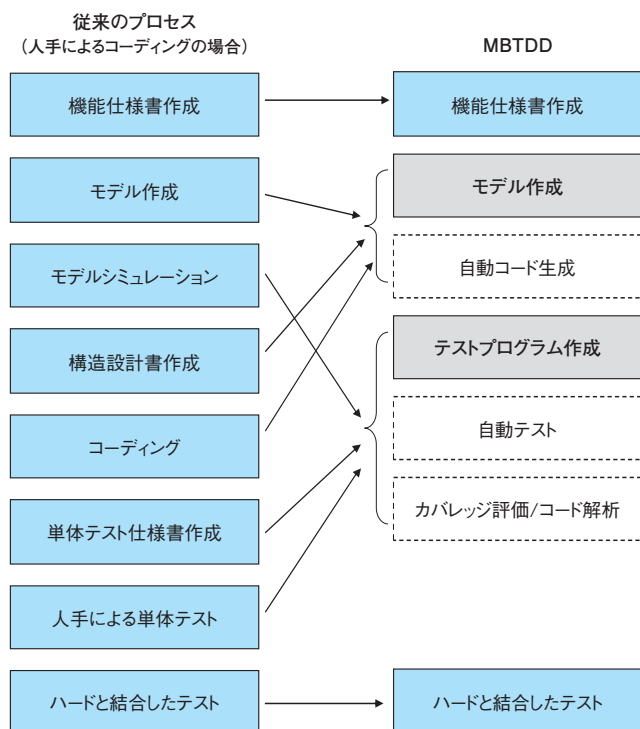 従来のプロセス
（人手によるコーディングの場合）
機能仕様書作成
モデル作成
モデルシミュレーション
構造設計書作成
コーディング
単体テスト仕様書作成
人手による単体テスト
ハードと結合したテスト
MBTDD
機能仕様書作成
モデル作成
自動コード生成
テストプログラム作成
自動テスト
カバレッジ評価/コード解析
ハードと結合したテスト